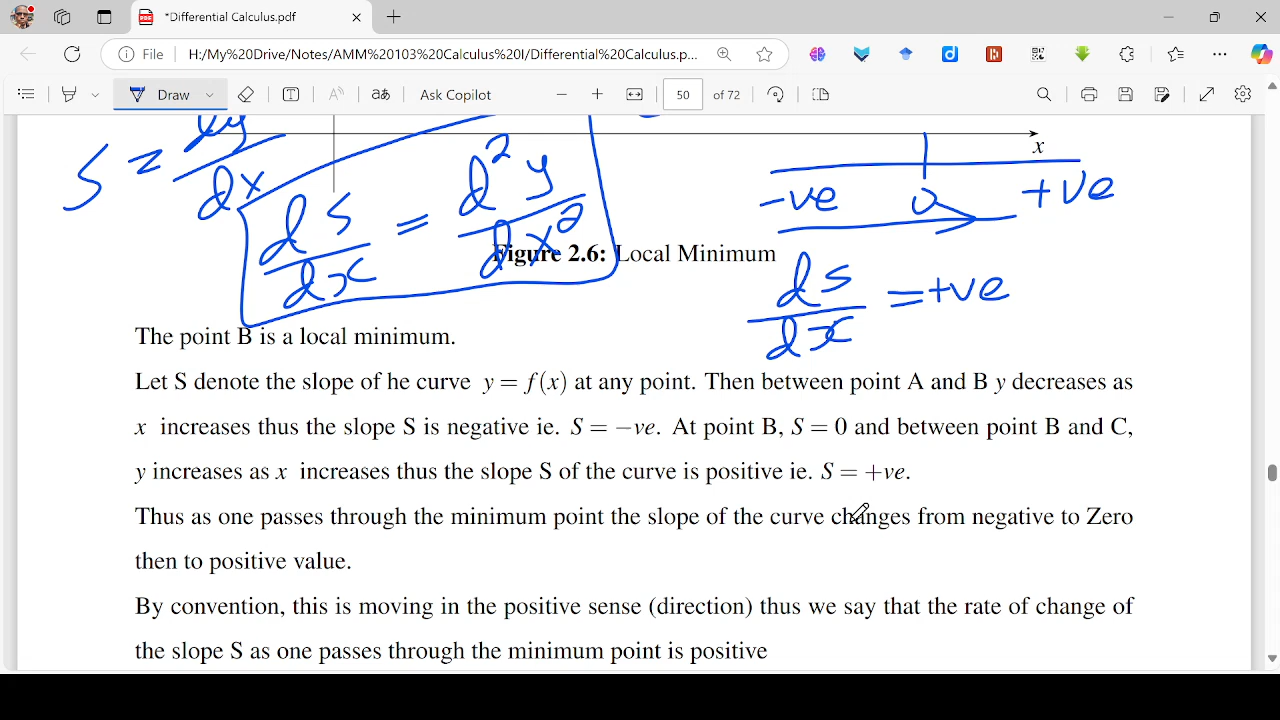 *Differential Calculus.pdf
File H:/My%20Drive/Notes/AMM%20103%20Calculus%20I/Differential%20Calculus.p...
Draw Ask Copilot 50 of 72
x
S = dy/dx
dS/dx = d²y/dx²
-ve 0 +ve
Figure 2.6: Local Minimum
dS/dx = +ve
The point B is a local minimum.
Let S denote the slope of he curve y = f(x) at any point. Then between point A and B y decreases as
x increases thus the slope S is negative ie. S = −ve. At point B, S = 0 and between point B and C,
y increases as x increases thus the slope S of the curve is positive ie. S = +ve.
Thus as one passes through the minimum point the slope of the curve changes from negative to Zero
then to positive value.
By convention, this is moving in the positive sense (direction) thus we say that the rate of change of
the slope S as one passes through the minimum point is positive